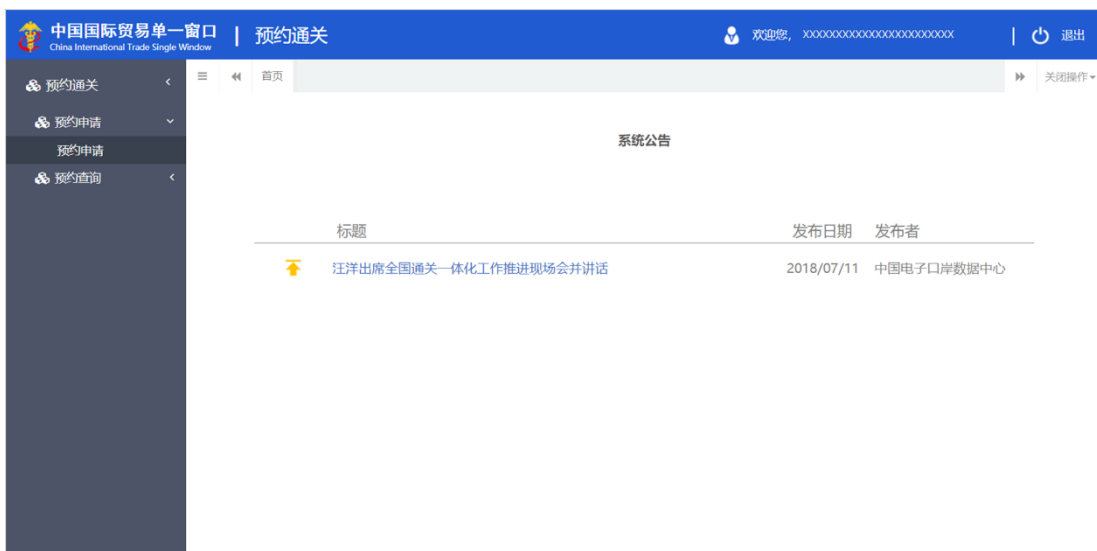 中国国际贸易单一窗口 | 预约通关 欢迎您, xxxxxxxxxxxxxxxxxxxxxxxx | 退出
China International Trade Single Window
预约通关 首页 关闭操作
预约申请
系统公告
预约申请
预约查询
标题 发布日期 发布者
汪洋出席全国通关一体化工作推进现场会并讲话 2018/07/11 中国电子口岸数据中心